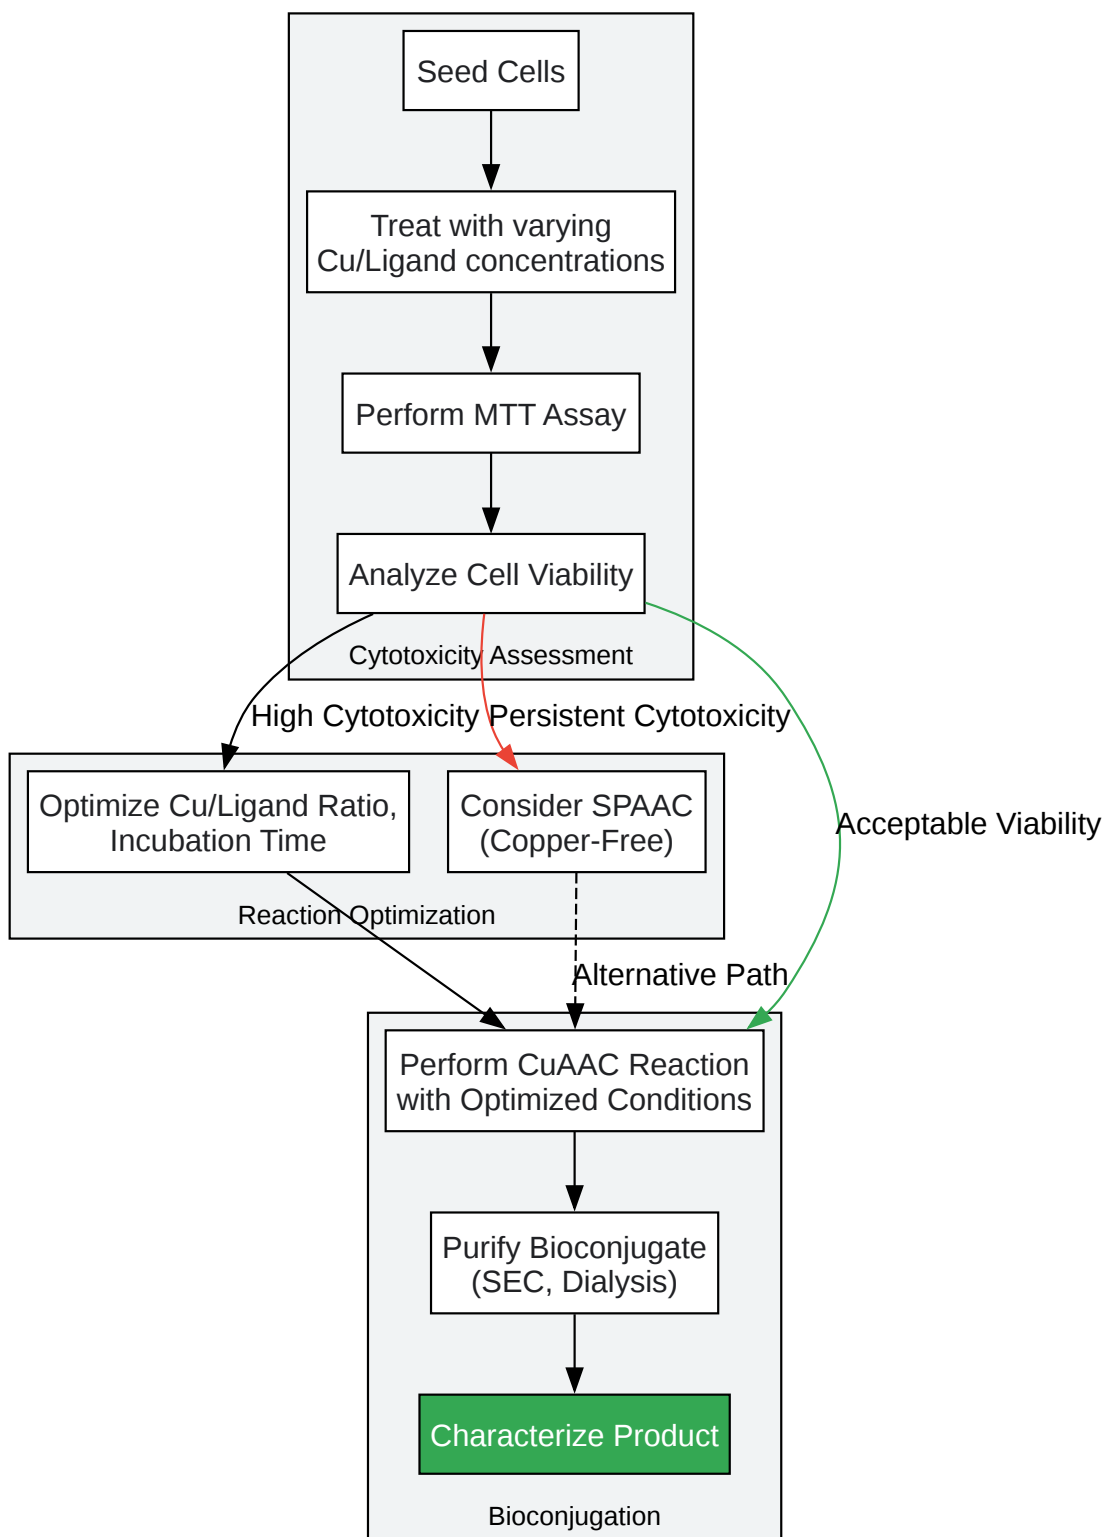 Seed Cells
Treat with varying
Cu/Ligand concentrations
Perform MTT Assay
Analyze Cell Viability
Cytotoxicity Assessment
High Cytotoxicity
Persistent Cytotoxicity
Optimize Cu/Ligand Ratio,
Incubation Time
Consider SPAAC
(Copper-Free)
Acceptable Viability
Reaction Optimization
Alternative Path
Perform CuAAC Reaction
with Optimized Conditions
Purify Bioconjugate
(SEC, Dialysis)
Characterize Product
Bioconjugation